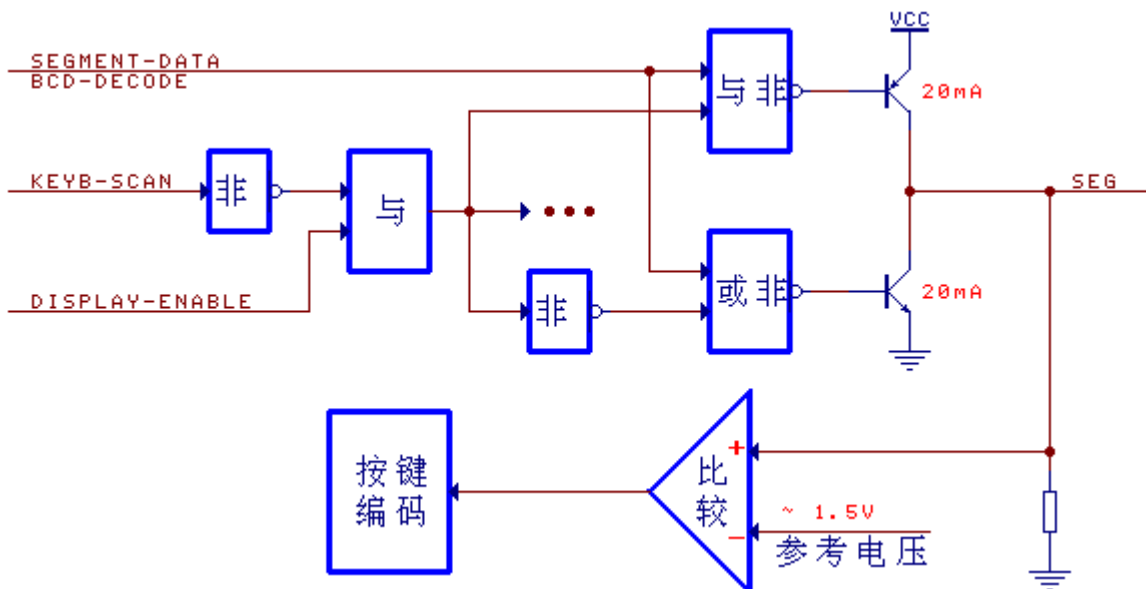 VCC
SEGMENT-DATA
BCD-DECODE
与非
20mA
KEYB-SCAN
非
与
SEG
DISPLAY-ENABLE
非
或非
20mA
按键
编码
比
较
+
−
~ 1.5V
参考电压